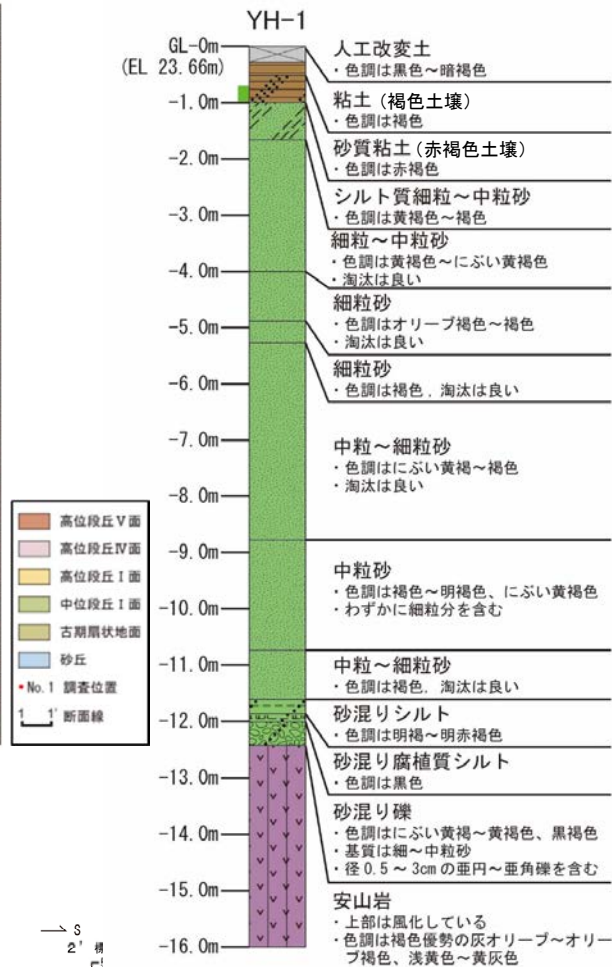 YH-1
GL-0m
(EL 23.66m)
-1.0m
-2.0m
-3.0m
-4.0m
-5.0m
-6.0m
-7.0m
-8.0m
-9.0m
-10.0m
-11.0m
-12.0m
-13.0m
-14.0m
-15.0m
-16.0m
人工改変土
・色調は黒色～暗褐色
粘土(褐色土壌)
・色調は褐色
砂質粘土(赤褐色土壌)
・色調は赤褐色
シルト質細粒～中粒砂
・色調は黄褐色～褐色
細粒～中粒砂
・色調は黄褐色～にぶい黄褐色
・淘汰は良い
細粒砂
・色調はオリーブ褐色～褐色
・淘汰は良い
細粒砂
・色調は褐色，淘汰は良い
中粒～細粒砂
・色調はにぶい黄褐～褐色
・淘汰は良い
中粒砂
・色調は褐色～明褐色、にぶい黄褐色
・わずかに細粒分を含む
中粒～細粒砂
・色調は褐色，淘汰は良い
砂混りシルト
・色調は明褐～明赤褐色
砂混り腐植質シルト
・色調は黒色
砂混り礫
・色調はにぶい黄褐～黄褐色、黒褐色
・基質は細～中粒砂
・径0.5～3cmの亜円～亜角礫を含む
安山岩
・上部は風化している
・色調は褐色優勢の灰オリーブ～オリー
ブ褐色、浅黄色～黄灰色
高位段丘Ⅴ面
高位段丘Ⅳ面
高位段丘Ⅰ面
中位段丘Ⅰ面
古期扇状地面
砂丘
No.1 調査位置
1 1' 断面線
S
2'